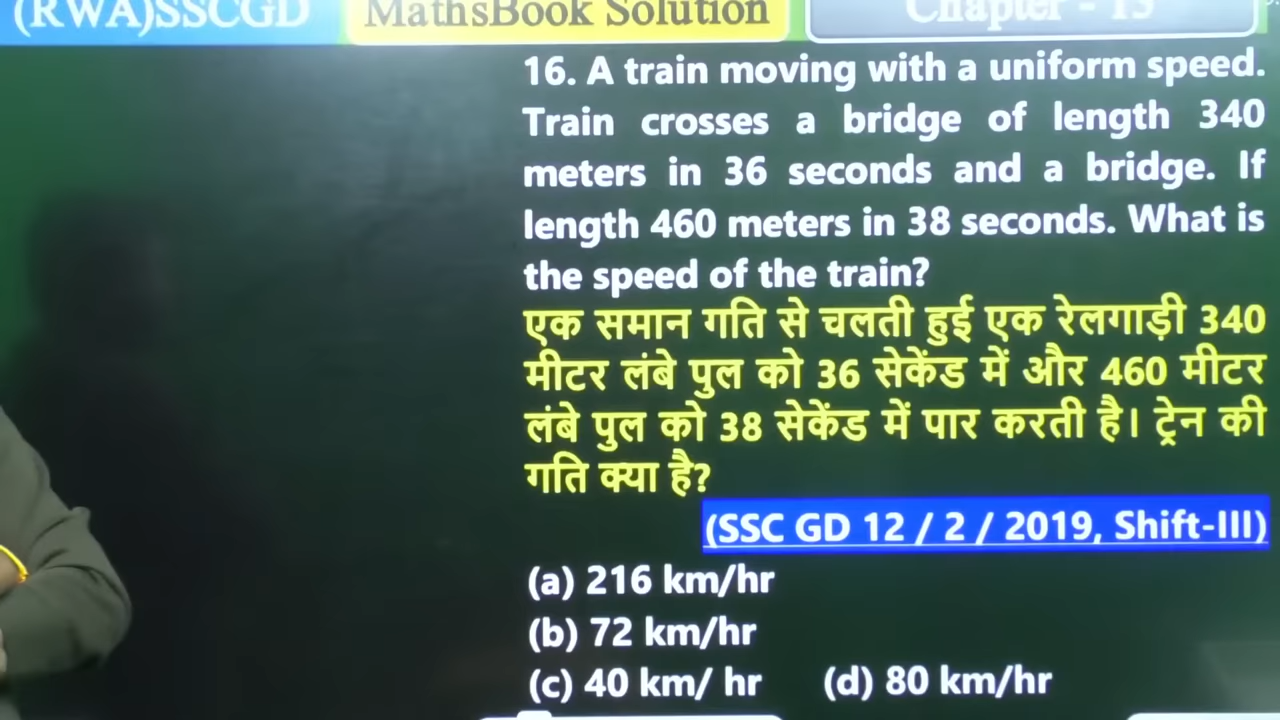 (RWA)SSCGD MathsBook Solution Chapter - 13
16. A train moving with a uniform speed.
Train crosses a bridge of length 340
meters in 36 seconds and a bridge. If
length 460 meters in 38 seconds. What is
the speed of the train?
एक समान गति से चलती हुई एक रेलगाड़ी 340
मीटर लंबे पुल को 36 सेकेंड में और 460 मीटर
लंबे पुल को 38 सेकेंड में पार करती है। ट्रेन की
गति क्या है?
(SSC GD 12 / 2 / 2019, Shift-III)
(a) 216 km/hr
(b) 72 km/hr
(c) 40 km/ hr (d) 80 km/hr